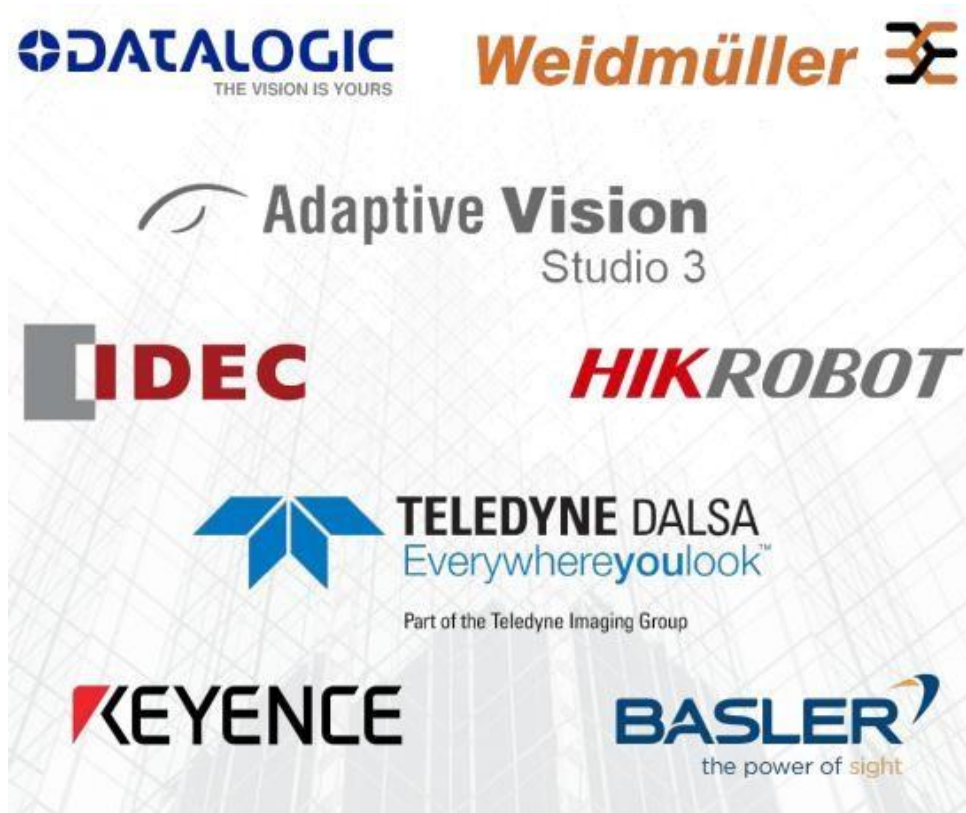 DATALOGIC
THE VISION IS YOURS
Weidmüller
Adaptive Vision
Studio 3
IDEC
HIKROBOT
TELEDYNE DALSA
Everywhereyoulook™
Part of the Teledyne Imaging Group
KEYENCE
BASLER
the power of sight